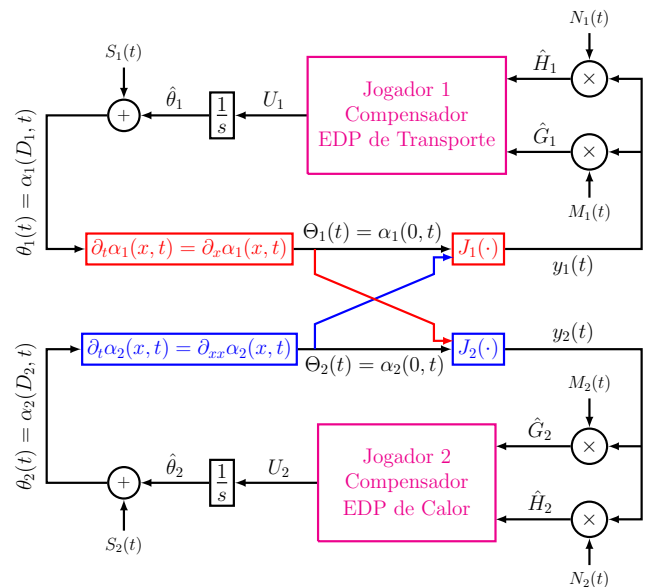 N₁(t)
S₁(t)
Ĥ₁
×
Jogador 1
Compensador
EDP de Transporte
θ̂₁
U₁
+
1/s
Ĝ₁
×
M₁(t)
θ₁(t) = α₁(D₁, t)
∂ₜα₁(x, t) = ∂ₓα₁(x, t)
Θ₁(t) = α₁(0, t)
J₁(·)
y₁(t)
∂ₜα₂(x, t) = ∂ₓₓα₂(x, t)
Θ₂(t) = α₂(0, t)
J₂(·)
y₂(t)
θ₂(t) = α₂(D₂, t)
M₂(t)
Ĝ₂
×
Jogador 2
Compensador
EDP de Calor
θ̂₂
U₂
+
1/s
Ĥ₂
×
S₂(t)
N₂(t)